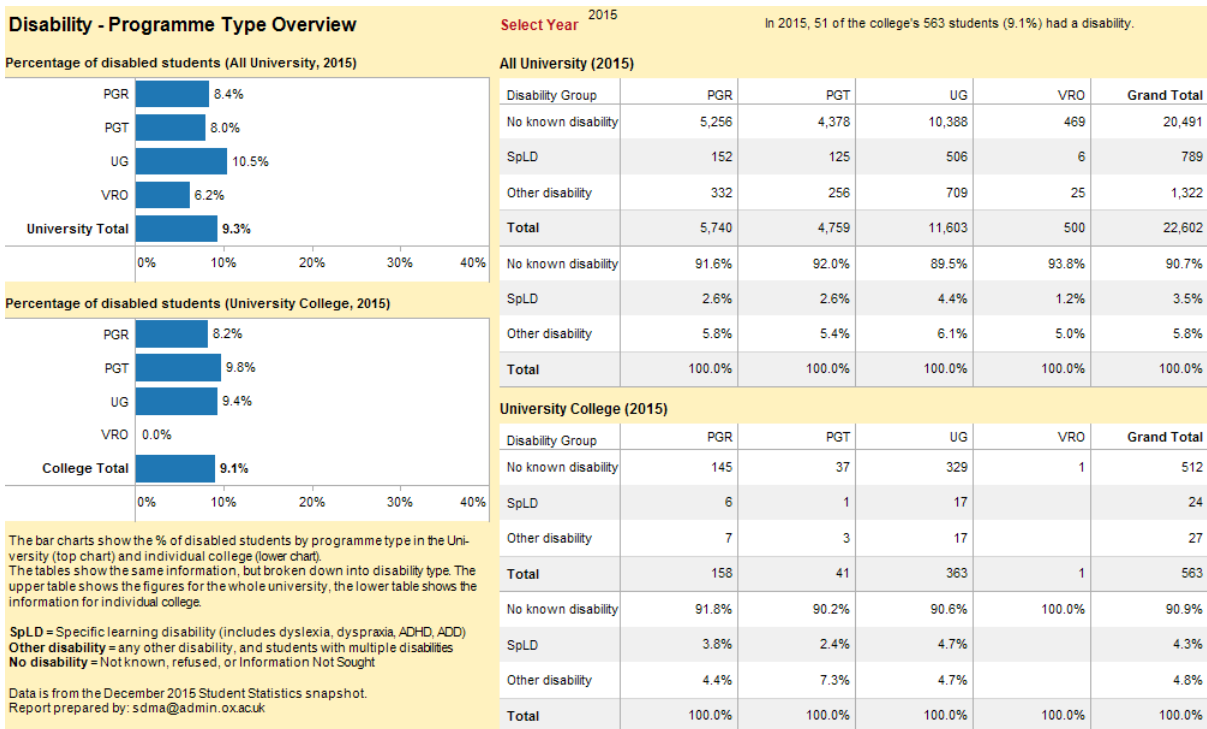 Disability - Programme Type Overview
Select Year
2015
In 2015, 51 of the college's 563 students (9.1%) had a disability.
Percentage of disabled students (All University, 2015)
PGR 8.4%
PGT 8.0%
UG 10.5%
VRO 6.2%
University Total 9.3%
0% 10% 20% 30% 40%
Percentage of disabled students (University College, 2015)
PGR 8.2%
PGT 9.8%
UG 9.4%
VRO 0.0%
College Total 9.1%
0% 10% 20% 30% 40%
The bar charts show the % of disabled students by programme type in the Uni-
versity (top chart) and individual college (lower chart).
The tables show the same information, but broken down into disability type. The
upper table shows the figures for the whole university, the lower table shows the
information for individual college.
SpLD = Specific learning disability (includes dyslexia, dyspraxia, ADHD, ADD)
Other disability = any other disability, and students with multiple disabilities
No disability = Not known, refused, or Information Not Sought
Data is from the December 2015 Student Statistics snapshot.
Report prepared by: sdma@admin.ox.ac.uk
All University (2015)
Disability Group PGR PGT UG VRO Grand Total
No known disability 5,256 4,378 10,388 469 20,491
SpLD 152 125 506 6 789
Other disability 332 256 709 25 1,322
Total 5,740 4,759 11,603 500 22,602
No known disability 91.6% 92.0% 89.5% 93.8% 90.7%
SpLD 2.6% 2.6% 4.4% 1.2% 3.5%
Other disability 5.8% 5.4% 6.1% 5.0% 5.8%
Total 100.0% 100.0% 100.0% 100.0% 100.0%
University College (2015)
Disability Group PGR PGT UG VRO Grand Total
No known disability 145 37 329 1 512
SpLD 6 1 17 24
Other disability 7 3 17 27
Total 158 41 363 1 563
No known disability 91.8% 90.2% 90.6% 100.0% 90.9%
SpLD 3.8% 2.4% 4.7% 4.3%
Other disability 4.4% 7.3% 4.7% 4.8%
Total 100.0% 100.0% 100.0% 100.0% 100.0%